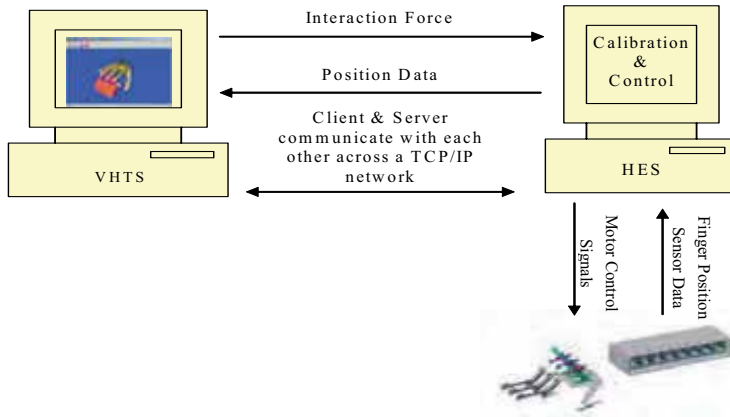 Interaction Force
Calibration
&
Control
Position Data
Client & Server
communicate with each
other across a TCP/IP
network
VHTS
HES
Motor Control
Signals
Finger Position
Sensor Data